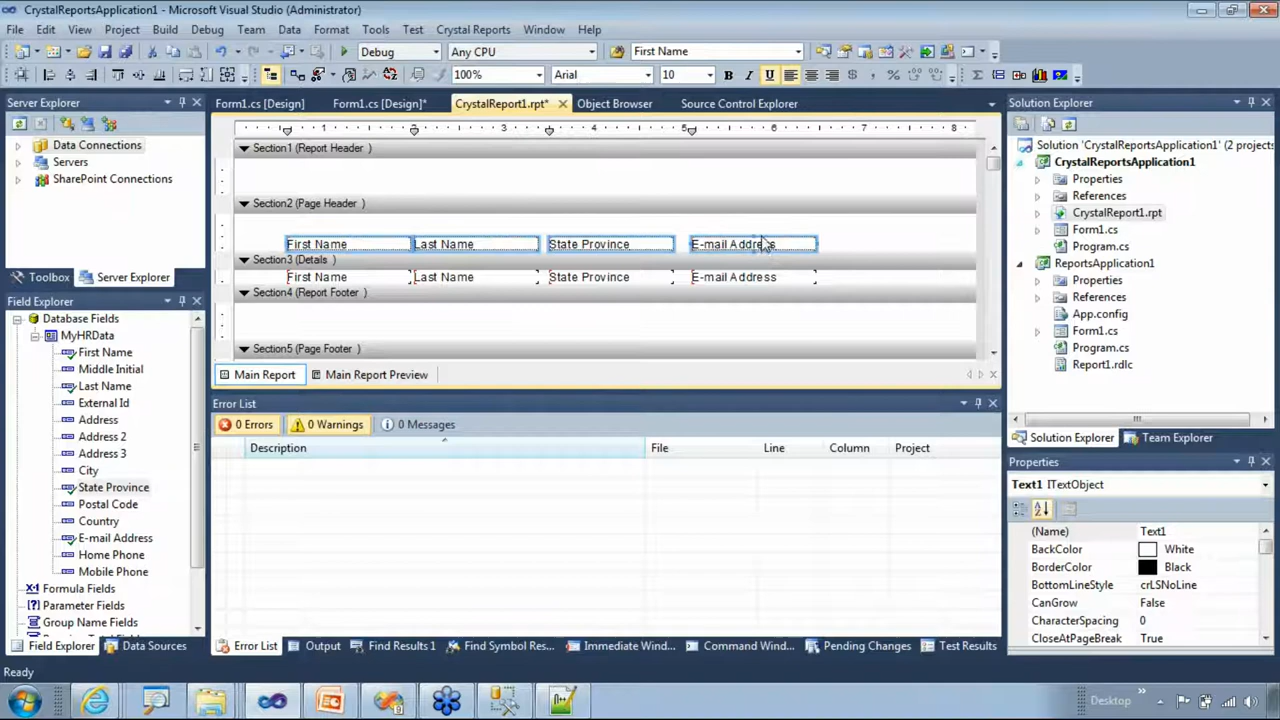 CrystalReportsApplication1 - Microsoft Visual Studio (Administrator)
File Edit View Project Build Debug Team Data Format Tools Test Crystal Reports Window Help
Debug Any CPU First Name
100% Arial 10 B I U $ %
Server Explorer
Data Connections
Servers
SharePoint Connections
Toolbox Server Explorer
Field Explorer
Database Fields
MyHRData
First Name
Middle Initial
Last Name
External Id
Address
Address 2
Address 3
City
State Province
Postal Code
Country
E-mail Address
Home Phone
Mobile Phone
Formula Fields
Parameter Fields
Group Name Fields
Field Explorer Data Sources
Form1.cs [Design] Form1.cs [Design]* CrystalReport1.rpt* Object Browser Source Control Explorer
1 2 3 4 5 6 7 8
Section1 (Report Header )
Section2 (Page Header )
First Name Last Name State Province E-mail Address
Section3 (Details )
First Name Last Name State Province E-mail Address
Section4 (Report Footer )
Section5 (Page Footer )
Main Report Main Report Preview
Error List
0 Errors 0 Warnings 0 Messages
Description File Line Column Project
Error List Output Find Results 1 Find Symbol Res... Immediate Wind... Command Wind... Pending Changes Test Results
Solution Explorer
Solution 'CrystalReportsApplication1' (2 projects
CrystalReportsApplication1
Properties
References
CrystalReport1.rpt
Form1.cs
Program.cs
ReportsApplication1
Properties
References
App.config
Form1.cs
Program.cs
Report1.rdlc
Solution Explorer Team Explorer
Properties
Text1 ITextObject
(Name) Text1
BackColor White
BorderColor Black
BottomLineStyle crLSNoLine
CanGrow False
CharacterSpacing 0
CloseAtPageBreak True
Ready
Desktop